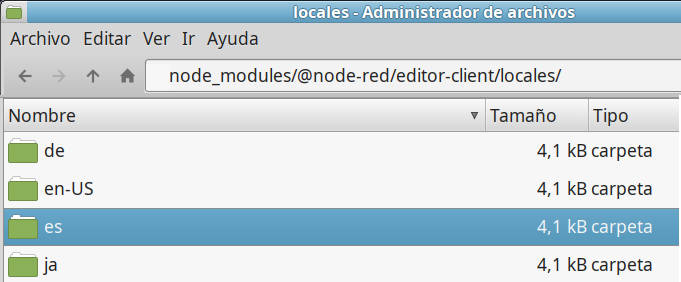 locales - Administrador de archivos
Archivo Editar Ver Ir Ayuda
node_modules/@node-red/editor-client/locales/
Nombre Tamaño Tipo
de 4,1 kB carpeta
en-US 4,1 kB carpeta
es 4,1 kB carpeta
ja 4,1 kB carpeta